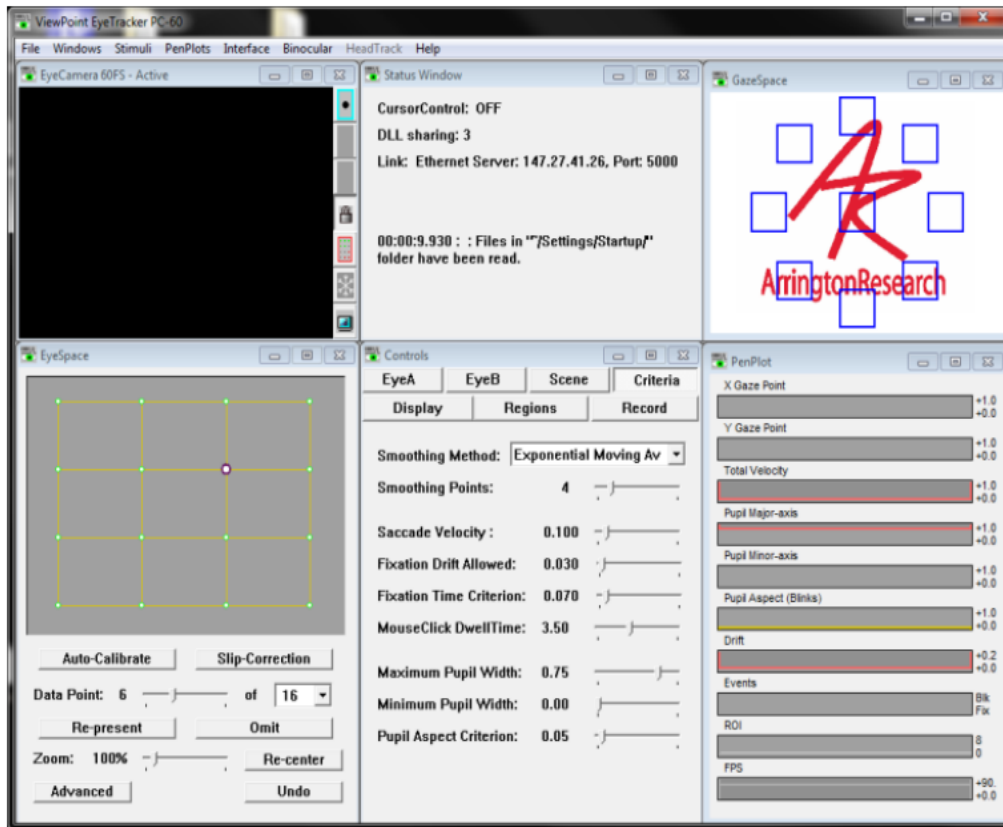 ViewPoint EyeTracker PC-60
File Windows Stimuli PenPlots Interface Binocular HeadTrack Help
EyeCamera 60FS - Active
Status Window
CursorControl: OFF
DLL sharing: 3
Link: Ethernet Server: 147.27.41.26, Port: 5000
00:00:9.930 : : Files in "~/Settings/Startup/"
folder have been read.
GazeSpace
AR
ArringtonResearch
EyeSpace
Auto-Calibrate Slip-Correction
Data Point: 6 of 16
Re-present Omit
Zoom: 100% Re-center
Advanced Undo
Controls
EyeA EyeB Scene Criteria
Display Regions Record
Smoothing Method: Exponential Moving Av
Smoothing Points: 4
Saccade Velocity : 0.100
Fixation Drift Allowed: 0.030
Fixation Time Criterion: 0.070
MouseClick DwellTime: 3.50
Maximum Pupil Width: 0.75
Minimum Pupil Width: 0.00
Pupil Aspect Criterion: 0.05
PenPlot
X Gaze Point
+1.0
+0.0
Y Gaze Point
+1.0
+0.0
Total Velocity
+1.0
+0.0
Pupil Major-axis
+1.0
+0.0
Pupil Minor-axis
+1.0
+0.0
Pupil Aspect (Blinks)
+1.0
+0.0
Drift
+0.2
+0.0
Events
Blk
Fix
ROI
8
0
FPS
+90.
+0.0